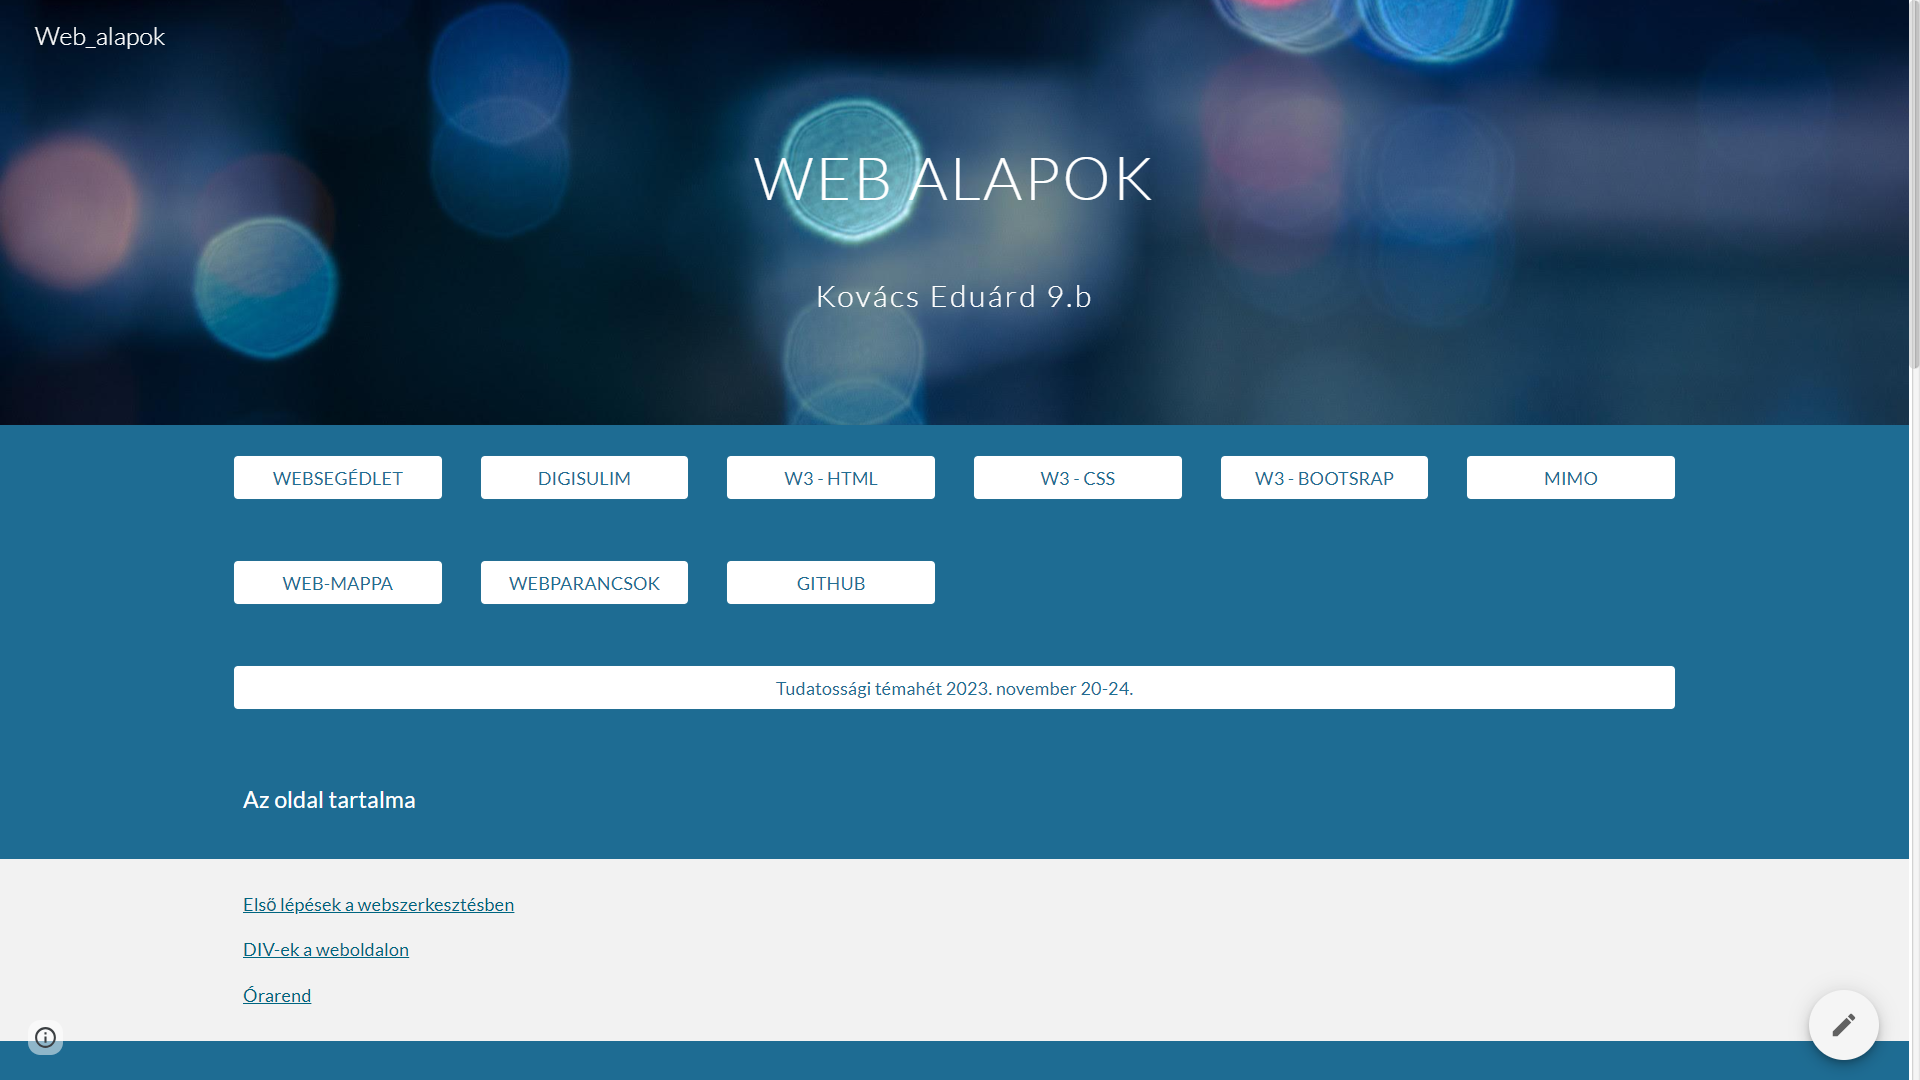 Web_alapok
WEB ALAPOK
Kovács Eduárd 9.b
WEBSEGÉDLET
DIGISULIM
W3 - HTML
W3 - CSS
W3 - BOOTSRAP
MIMO
WEB-MAPPA
WEBPARANCSOK
GITHUB
Tudatossági témahét 2023. november 20-24.
Az oldal tartalma
Első lépések a webszerkesztésben
DIV-ek a weboldalon
Órarend